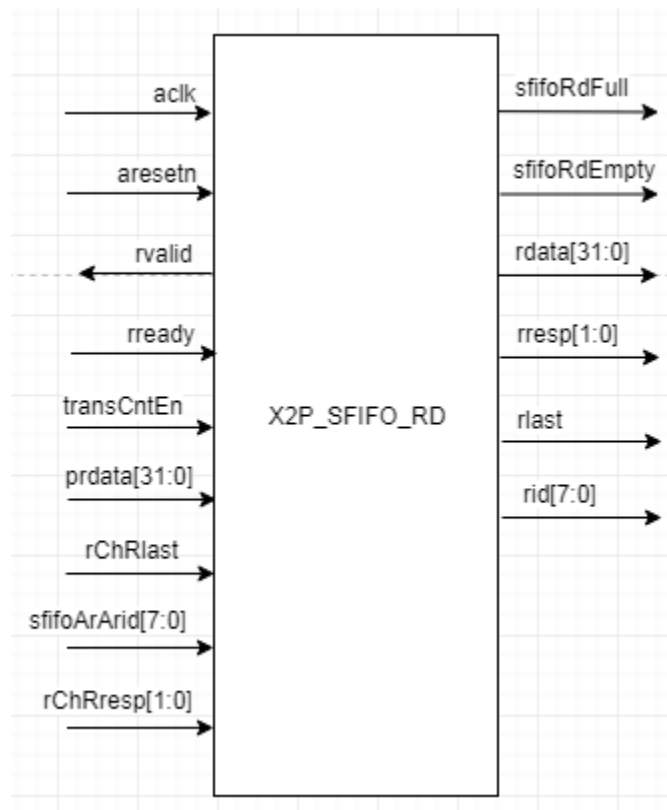 aclk
aresetn
rvalid
rready
transCntEn
prdata[31:0]
rChRlast
sfifoArArid[7:0]
rChRresp[1:0]
X2P_SFIFO_RD
sfifoRdFull
sfifoRdEmpty
rdata[31:0]
rresp[1:0]
rlast
rid[7:0]